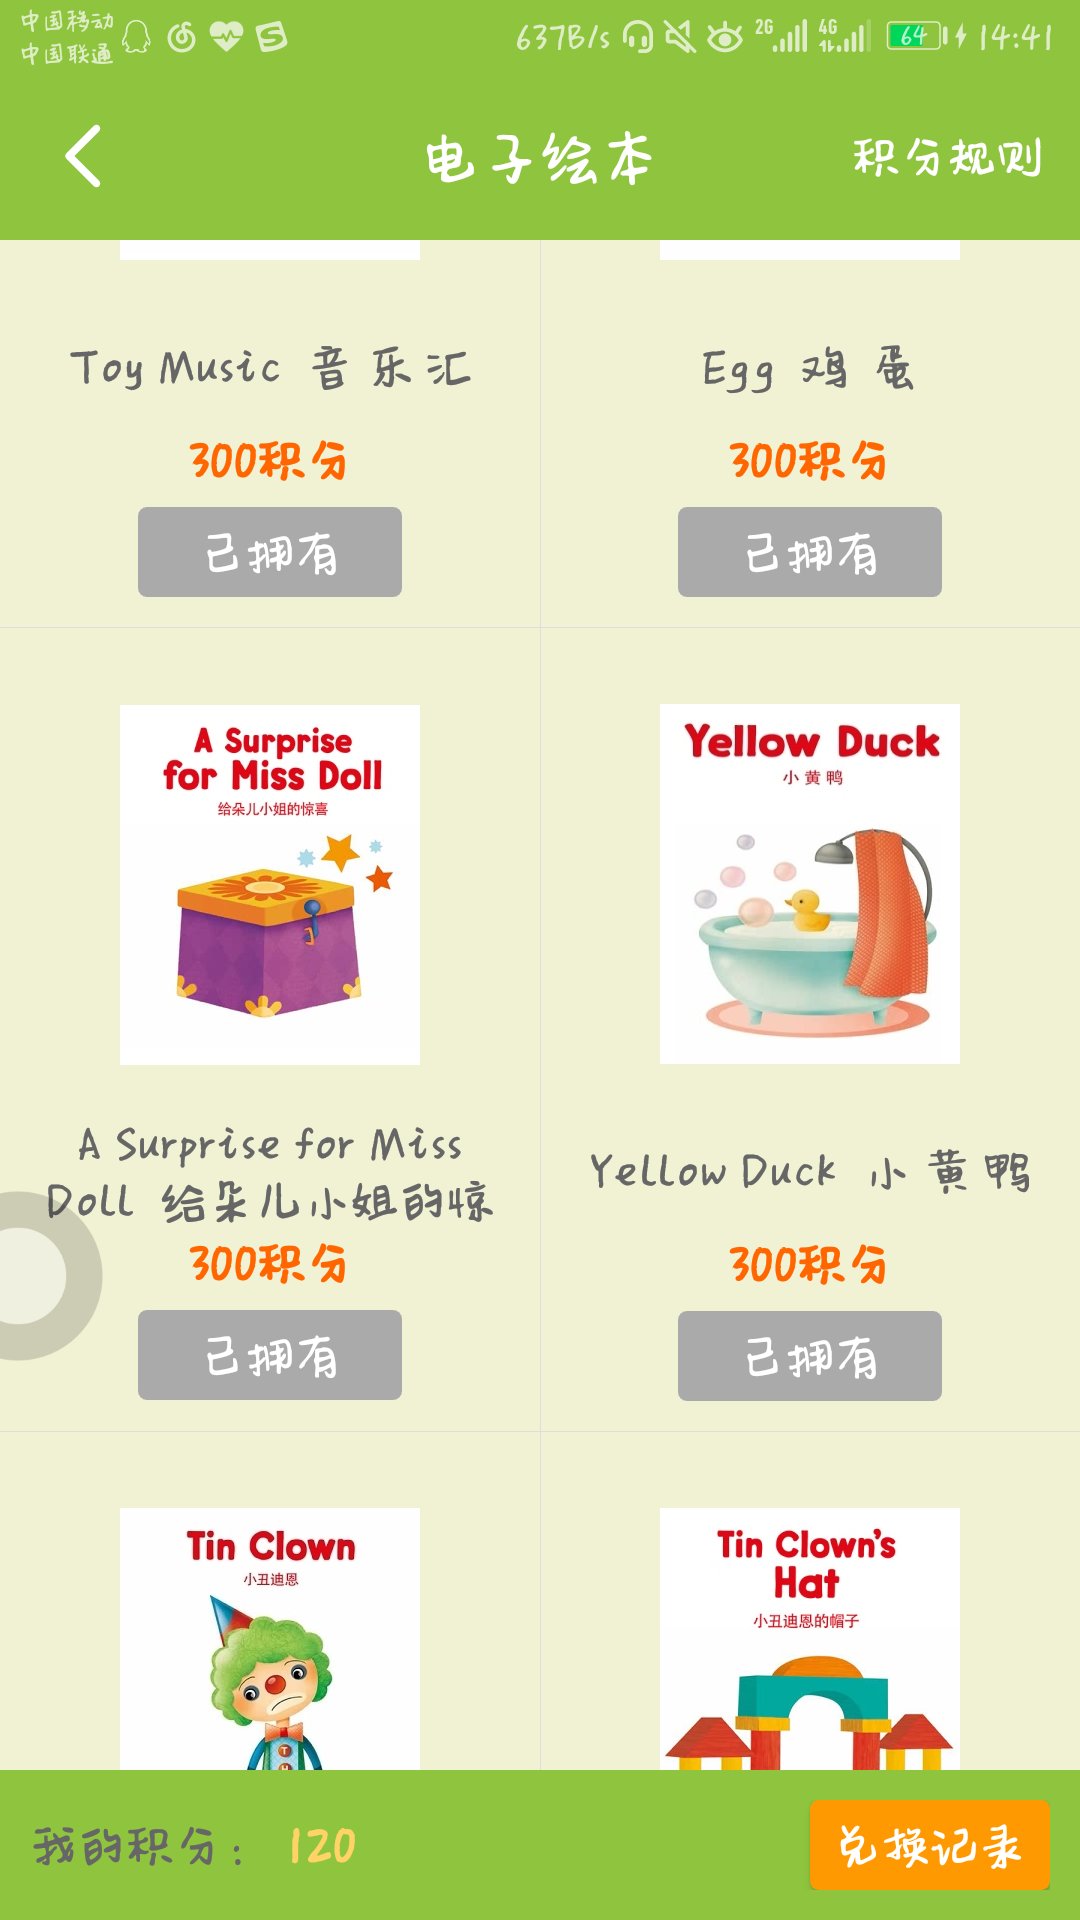 中国移动
中国联通
637B/s
2G
4G
64
14:41
电子绘本
积分规则
Toy Music 音乐汇
Egg 鸡蛋
300积分
300积分
已拥有
已拥有
A Surprise
for Miss Doll
给朵儿小姐的惊喜
Yellow Duck
小黄鸭
A Surprise for Miss
Doll 给朵儿小姐的惊
Yellow Duck 小黄鸭
300积分
300积分
已拥有
已拥有
Tin Clown
小丑迪恩
Tin Clown's
Hat
小丑迪恩的帽子
我的积分: 120
兑换记录